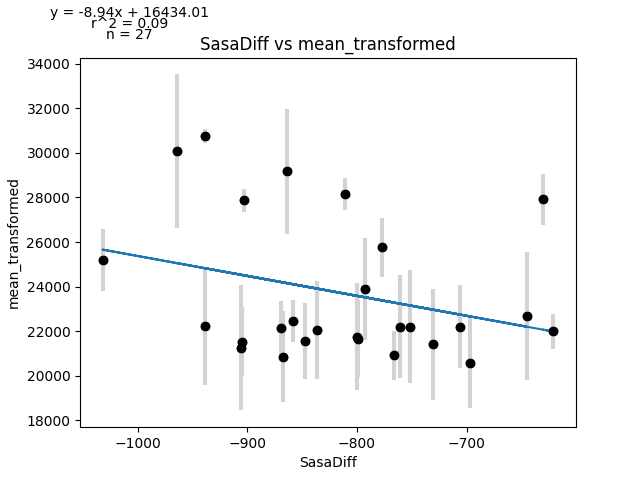 y = -8.94x + 16434.01
r^2 = 0.09
n = 27
SasaDiff vs mean_transformed
34000
32000
30000
28000
26000
24000
22000
20000
18000
mean_transformed
−1000
−900
−800
−700
SasaDiff